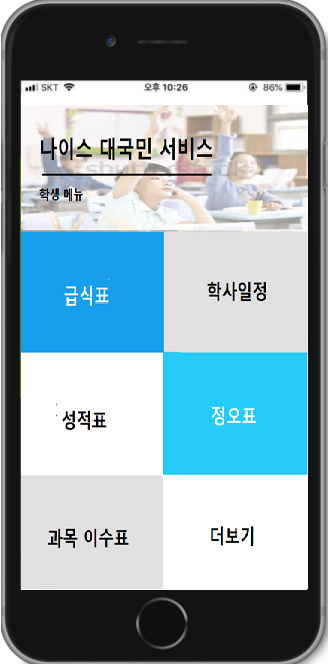 SKT 오후 10:26 86%
나이스 대국민 서비스
학생 메뉴
급식표 학사일정
성적표 정오표
과목 이수표 더보기